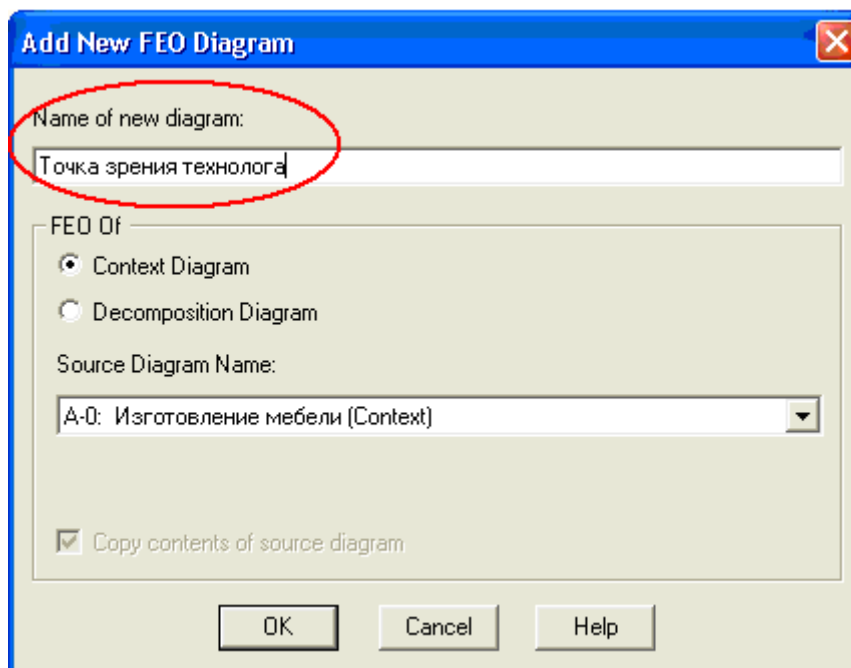 Add New FEO Diagram
Name of new diagram:
Точка зрения технолога
FEO Of
Context Diagram
Decomposition Diagram
Source Diagram Name:
A-0: Изготовление мебели (Context)
Copy contents of source diagram
OK Cancel Help